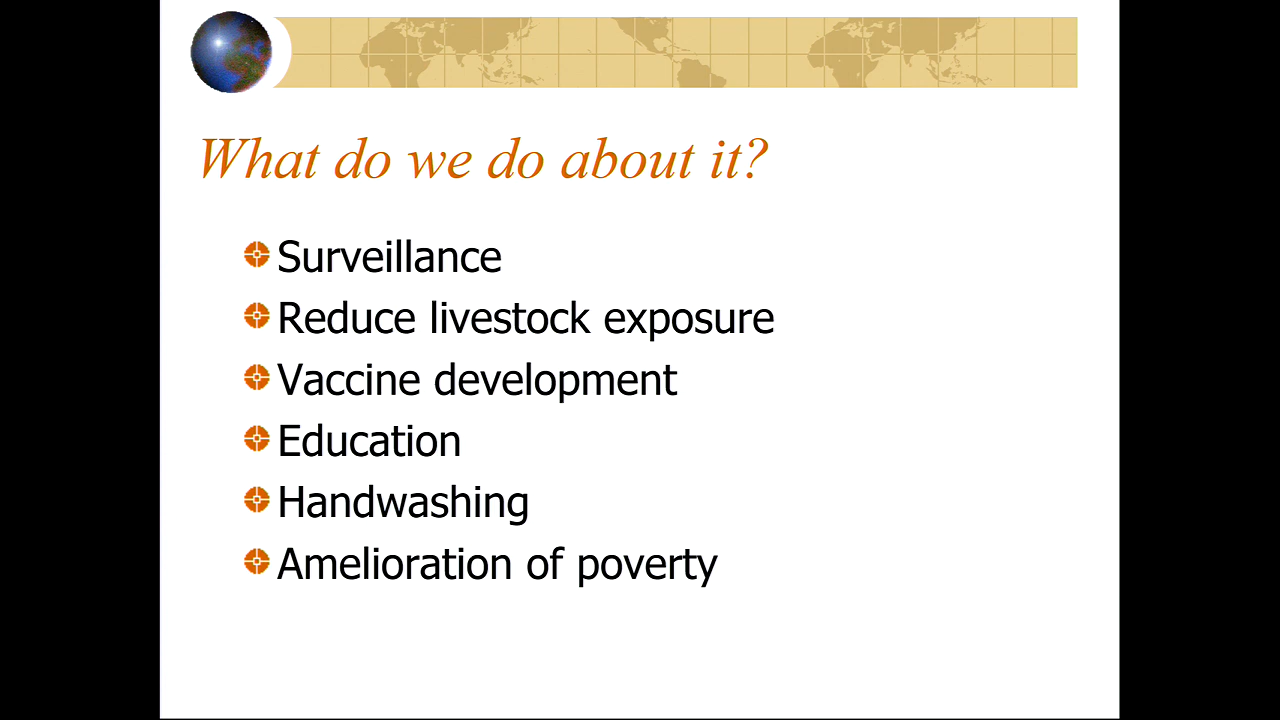 What do we do about it?
Surveillance
Reduce livestock exposure
Vaccine development
Education
Handwashing
Amelioration of poverty